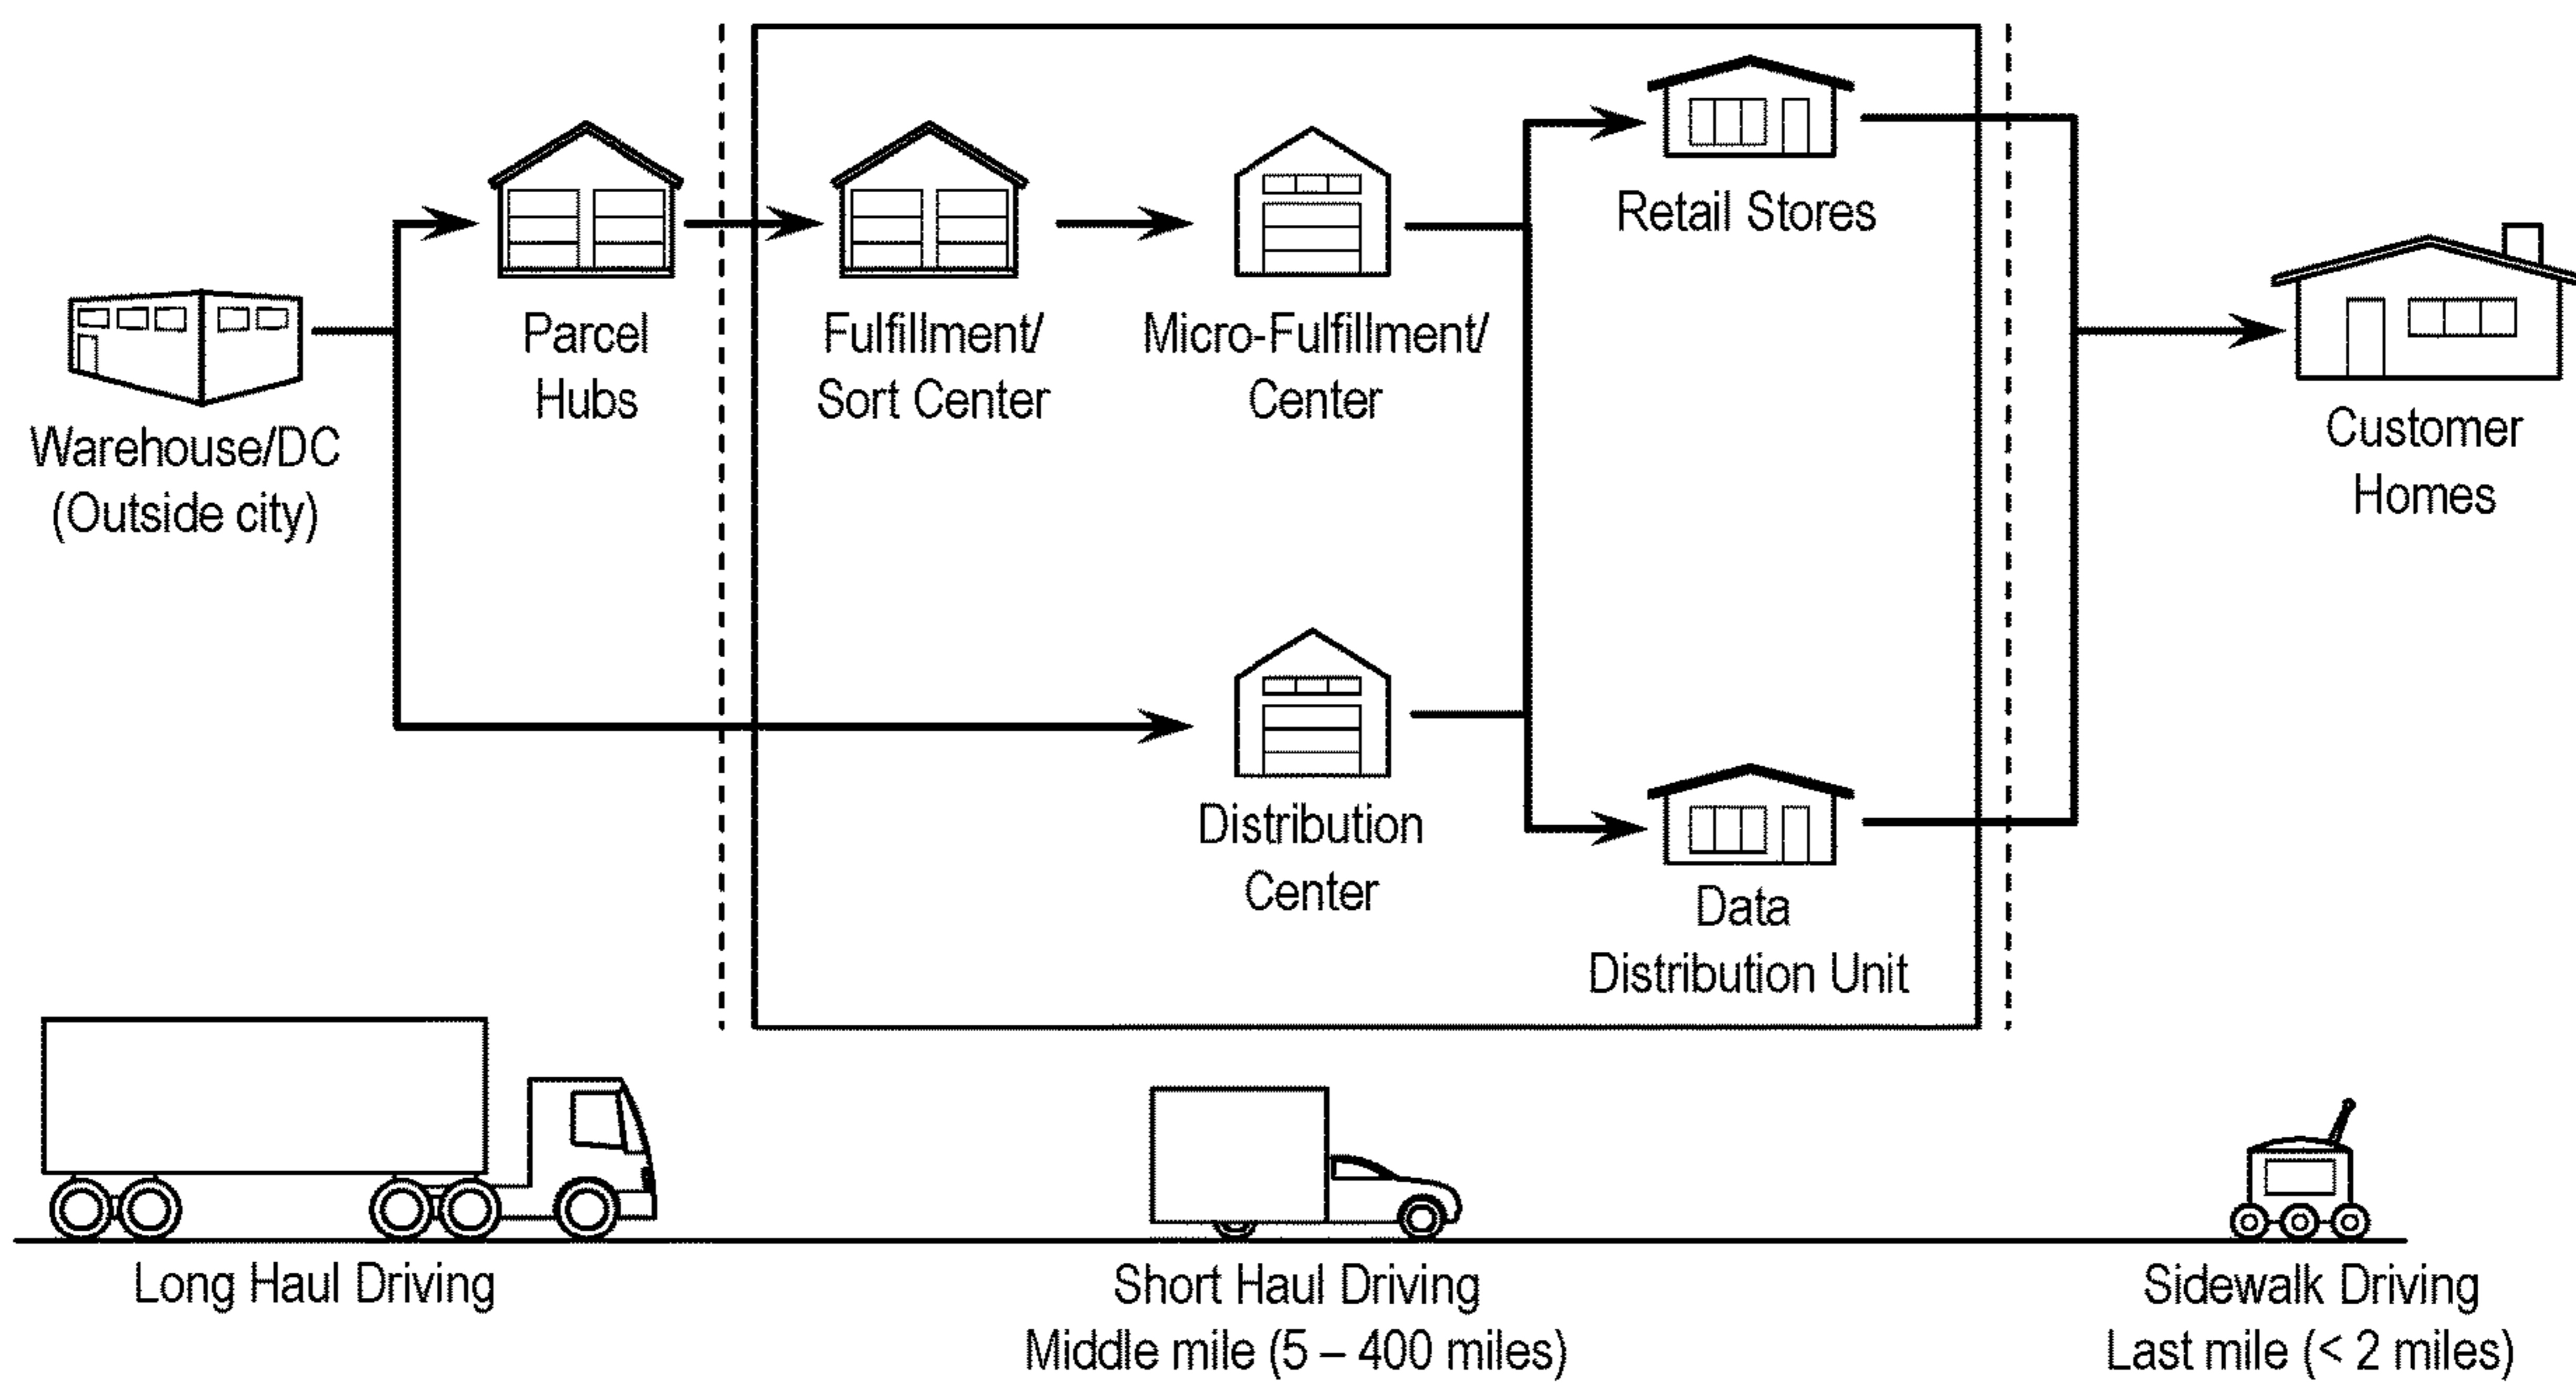 Retail Stores
Parcel
Hubs
Fulfillment/
Sort Center
Micro-Fulfillment/
Center
Warehouse/DC
(Outside city)
Customer
Homes
Distribution
Center
Data
Distribution Unit
Long Haul Driving
Short Haul Driving
Middle mile (5 – 400 miles)
Sidewalk Driving
Last mile (< 2 miles)